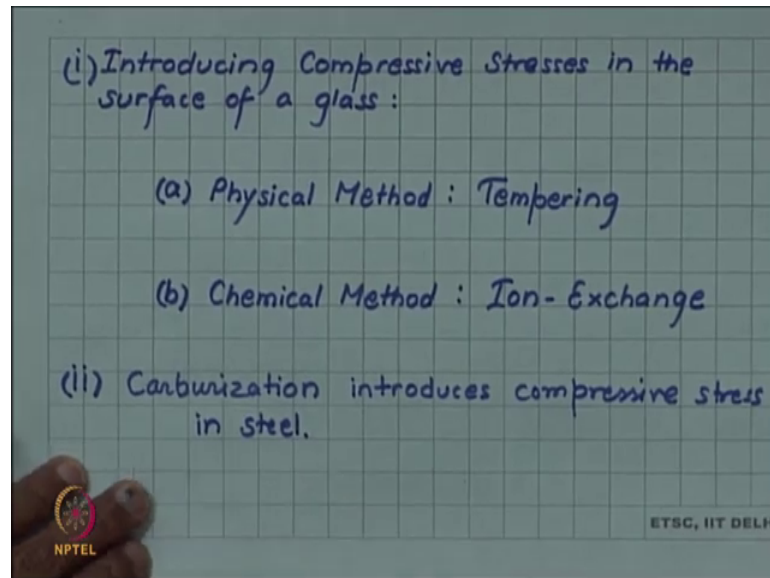 (i) Introducing Compressive Stresses in the
surface of a glass :
(a) Physical Method : Tempering
(b) Chemical Method : Ion-Exchange
(ii) Carburization introduces compressive stress
in steel.
ETSC, IIT DELH
NPTEL